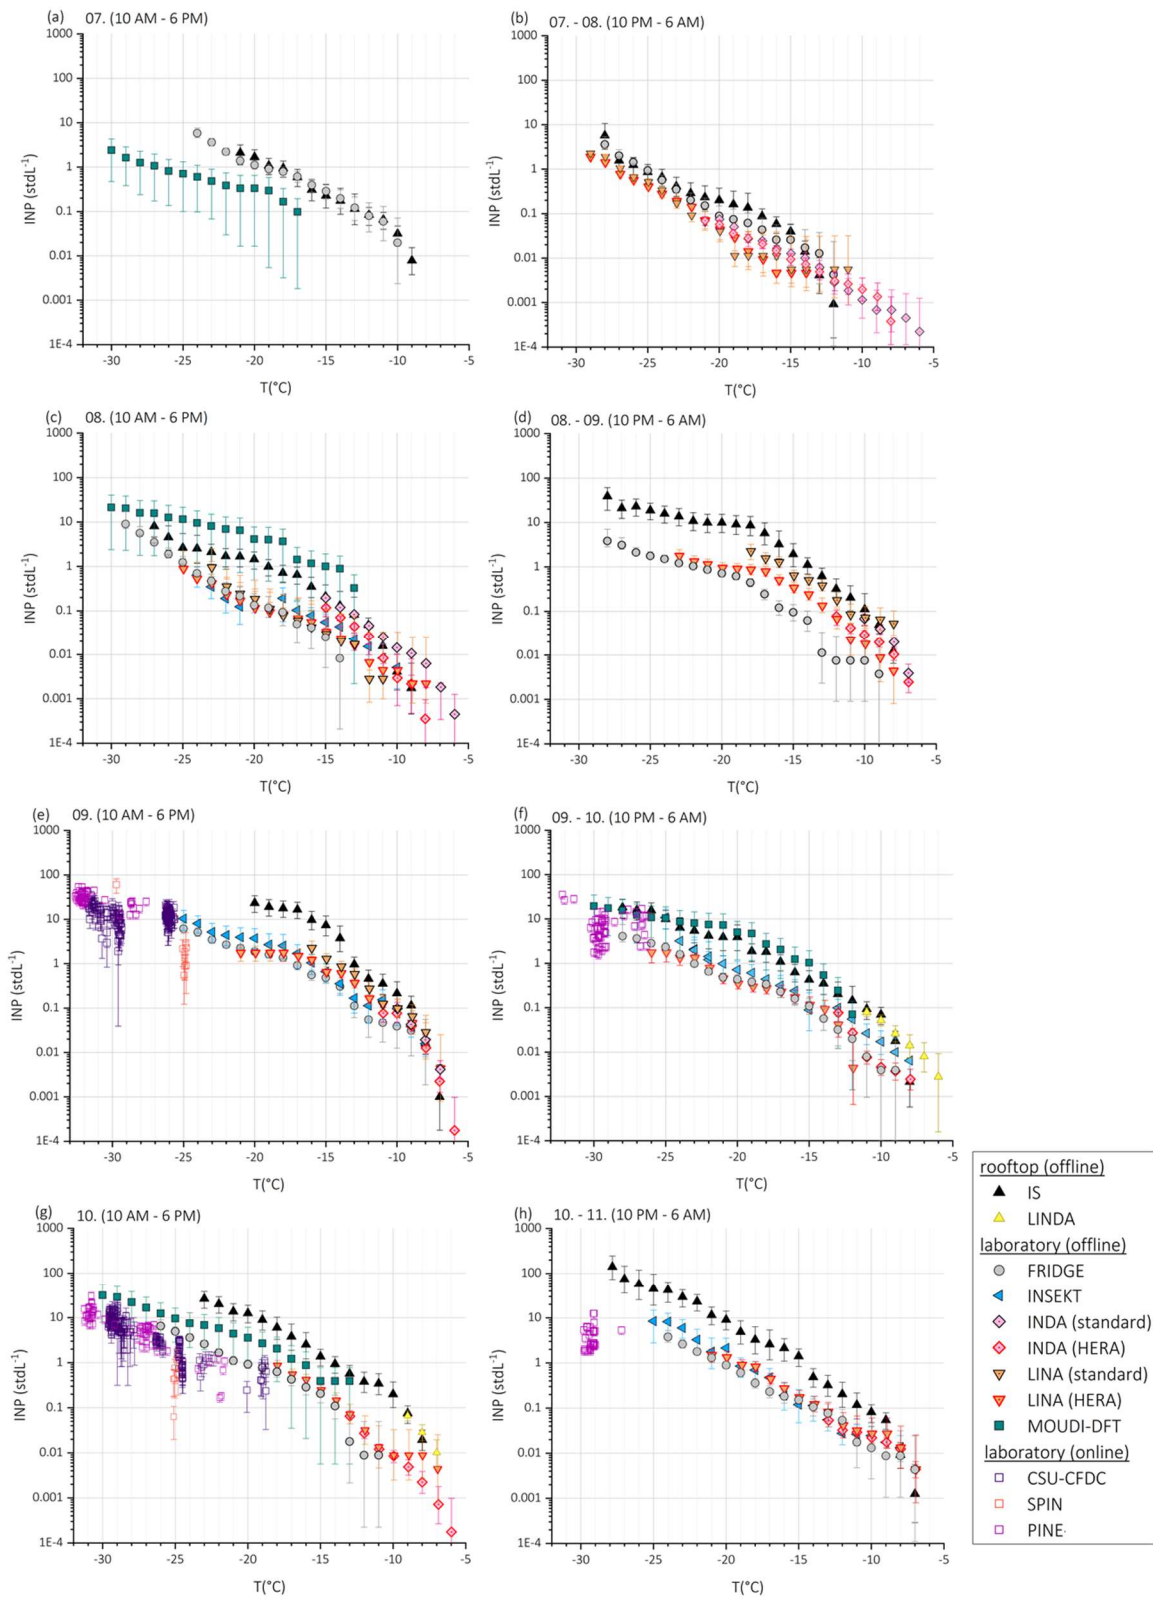 (a) 07. (10 AM - 6 PM)
1000
100
10
1
0.1
0.01
0.001
1E-4
INP (stdL⁻¹)
-30 -25 -20 -15 -10 -5
T(°C)
(b) 07. - 08. (10 PM - 6 AM)
1000
100
10
1
0.1
0.01
0.001
1E-4
INP (stdL⁻¹)
-30 -25 -20 -15 -10 -5
T(°C)
(c) 08. (10 AM - 6 PM)
1000
100
10
1
0.1
0.01
0.001
1E-4
INP (stdL⁻¹)
-30 -25 -20 -15 -10 -5
T(°C)
(d) 08. - 09. (10 PM - 6 AM)
1000
100
10
1
0.1
0.01
0.001
1E-4
INP (stdL⁻¹)
-30 -25 -20 -15 -10 -5
T(°C)
(e) 09. (10 AM - 6 PM)
1000
100
10
1
0.1
0.01
0.001
1E-4
INP (stdL⁻¹)
-30 -25 -20 -15 -10 -5
T(°C)
(f) 09. - 10. (10 PM - 6 AM)
1000
100
10
1
0.1
0.01
0.001
1E-4
INP (stdL⁻¹)
-30 -25 -20 -15 -10 -5
T(°C)
(g) 10. (10 AM - 6 PM)
1000
100
10
1
0.1
0.01
0.001
1E-4
INP (stdL⁻¹)
-30 -25 -20 -15 -10 -5
T(°C)
(h) 10. - 11. (10 PM - 6 AM)
1000
100
10
1
0.1
0.01
0.001
1E-4
INP (stdL⁻¹)
-30 -25 -20 -15 -10 -5
T(°C)
rooftop (offline)
IS
LINDA
laboratory (offline)
FRIDGE
INSEKT
INDA (standard)
INDA (HERA)
LINA (standard)
LINA (HERA)
MOUDI-DFT
laboratory (online)
CSU-CFDC
SPIN
PINE